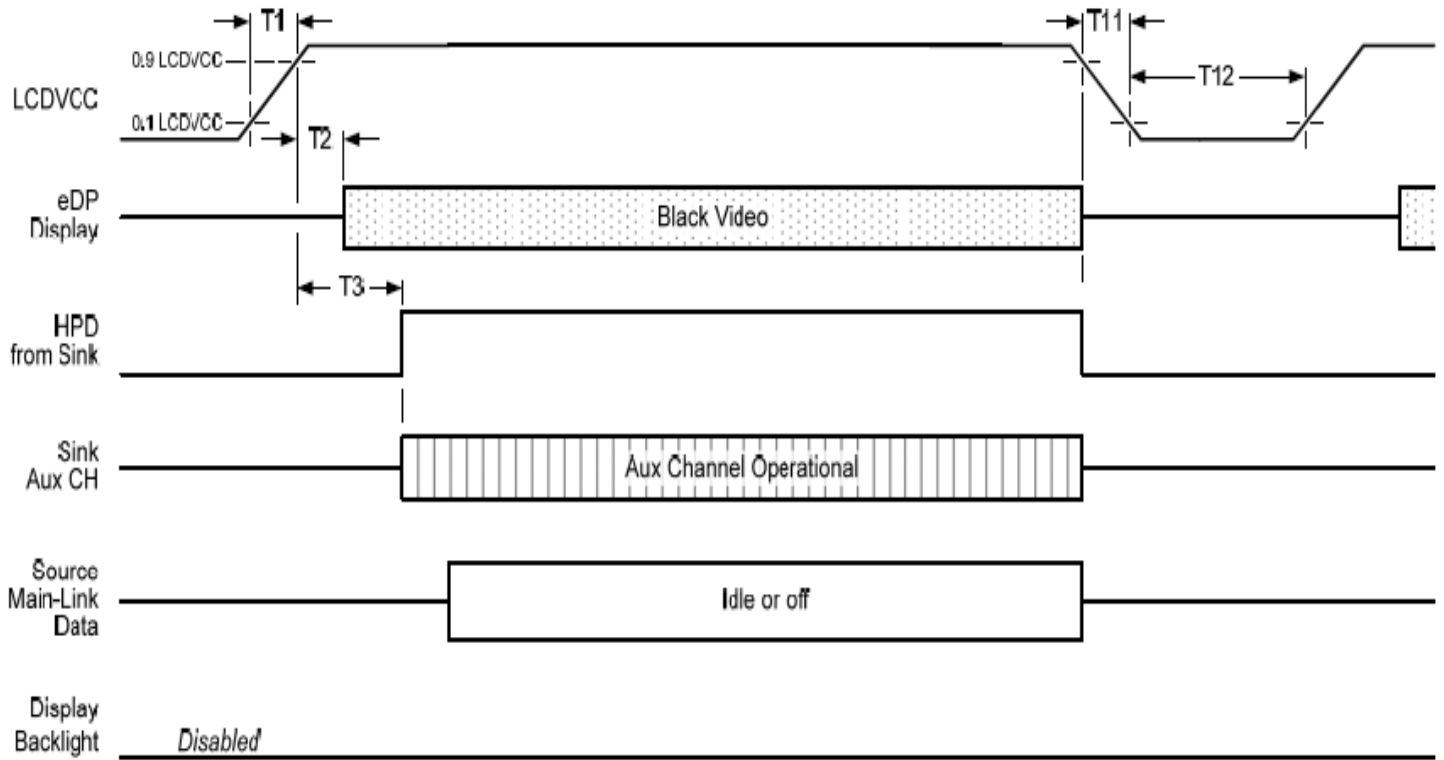 T1
T11
0.9 LCDVCC
LCDVCC
T12
0.1 LCDVCC
T2
eDP
Display
Black Video
T3
HPD
from Sink
Sink
Aux CH
Aux Channel Operational
Source
Main-Link
Data
Idle or off
Display
Backlight
Disabled